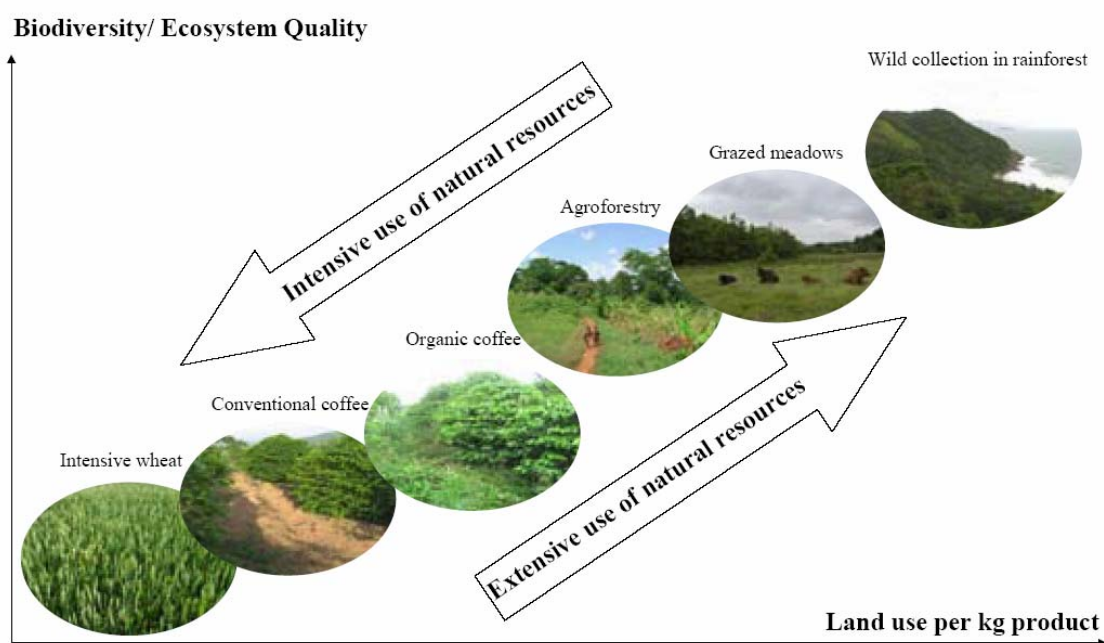 Biodiversity/ Ecosystem Quality
Wild collection in rainforest
Intensive use of natural resources
Grazed meadows
Agroforestry
Organic coffee
Conventional coffee
Intensive wheat
Extensive use of natural resources
Land use per kg product